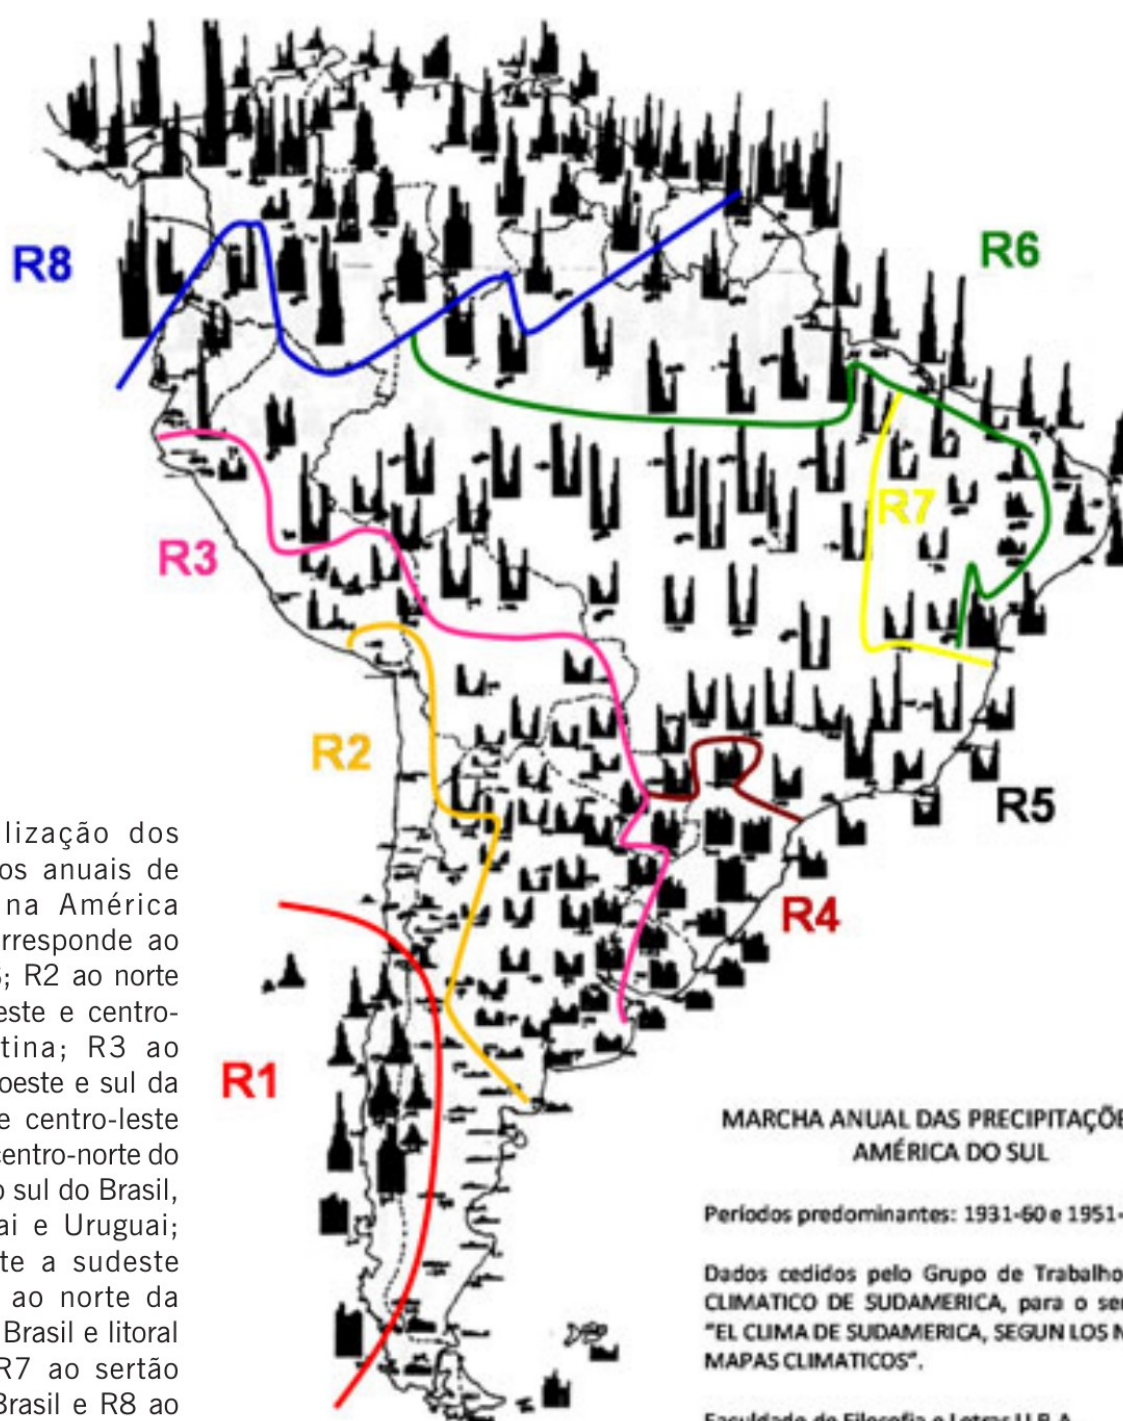 R8
R6
R7
R3
R2
R5
R4
R1
lização dos
os anuais de
na América
rresponde ao
; R2 ao norte
este e centro-
tina; R3 ao
oeste e sul da
e centro-leste
centro-norte do
o sul do Brasil,
ai e Uruguai;
te a sudeste
ao norte da
Brasil e litoral
R7 ao sertão
Brasil e R8 ao
MARCHA ANUAL DAS PRECIPITAÇÕE
AMÉRICA DO SUL
Períodos predominantes: 1931-60 e 1951-
Dados cedidos pelo Grupo de Trabalho
CLIMATICO DE SUDAMERICA, para o se
"EL CLIMA DE SUDAMERICA, SEGUN LOS N
MAPAS CLIMATICOS".
Faculdade de Filosofia e Letras U.B.A